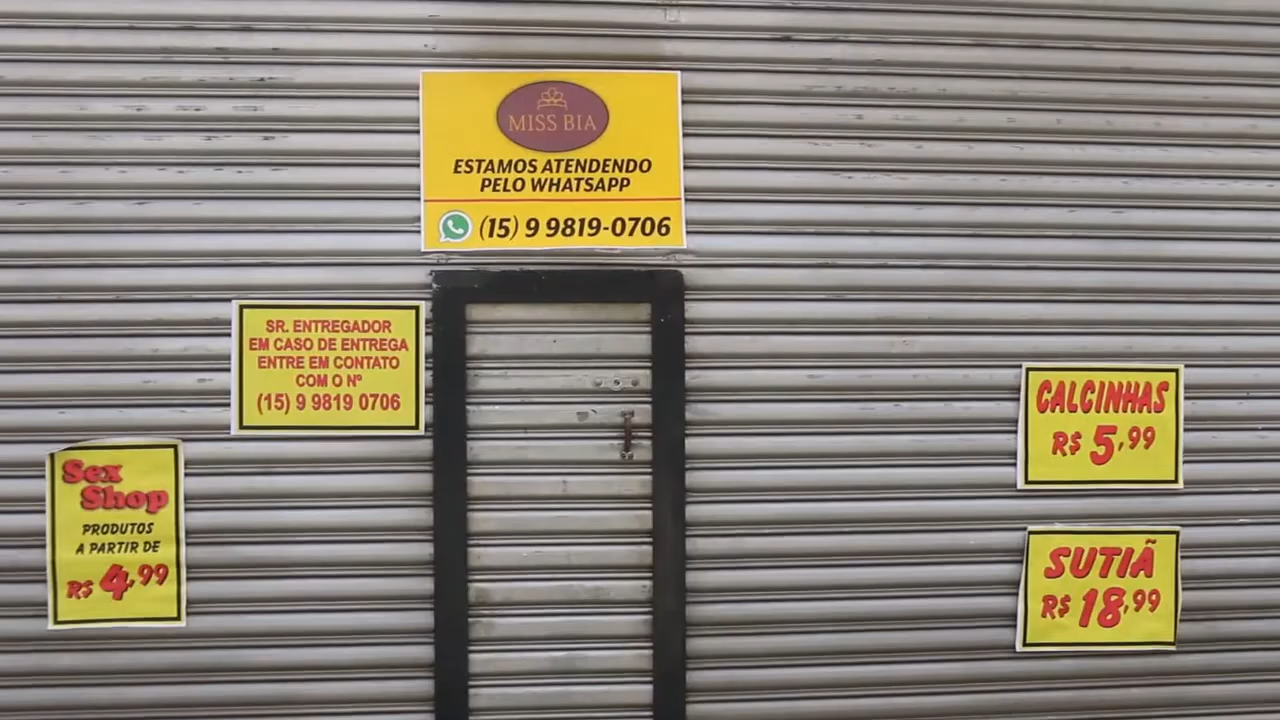 MISS BIA
ESTAMOS ATENDENDO
PELO WHATSAPP
(15) 9 9819-0706
SR. ENTREGADOR
EM CASO DE ENTREGA
ENTRE EM CONTATO
COM O Nº
(15) 9 9819 0706
Sex
Shop
PRODUTOS
A PARTIR DE
R$ 4,99
CALCINHAS
R$ 5,99
SUTIÃ
R$ 18,99